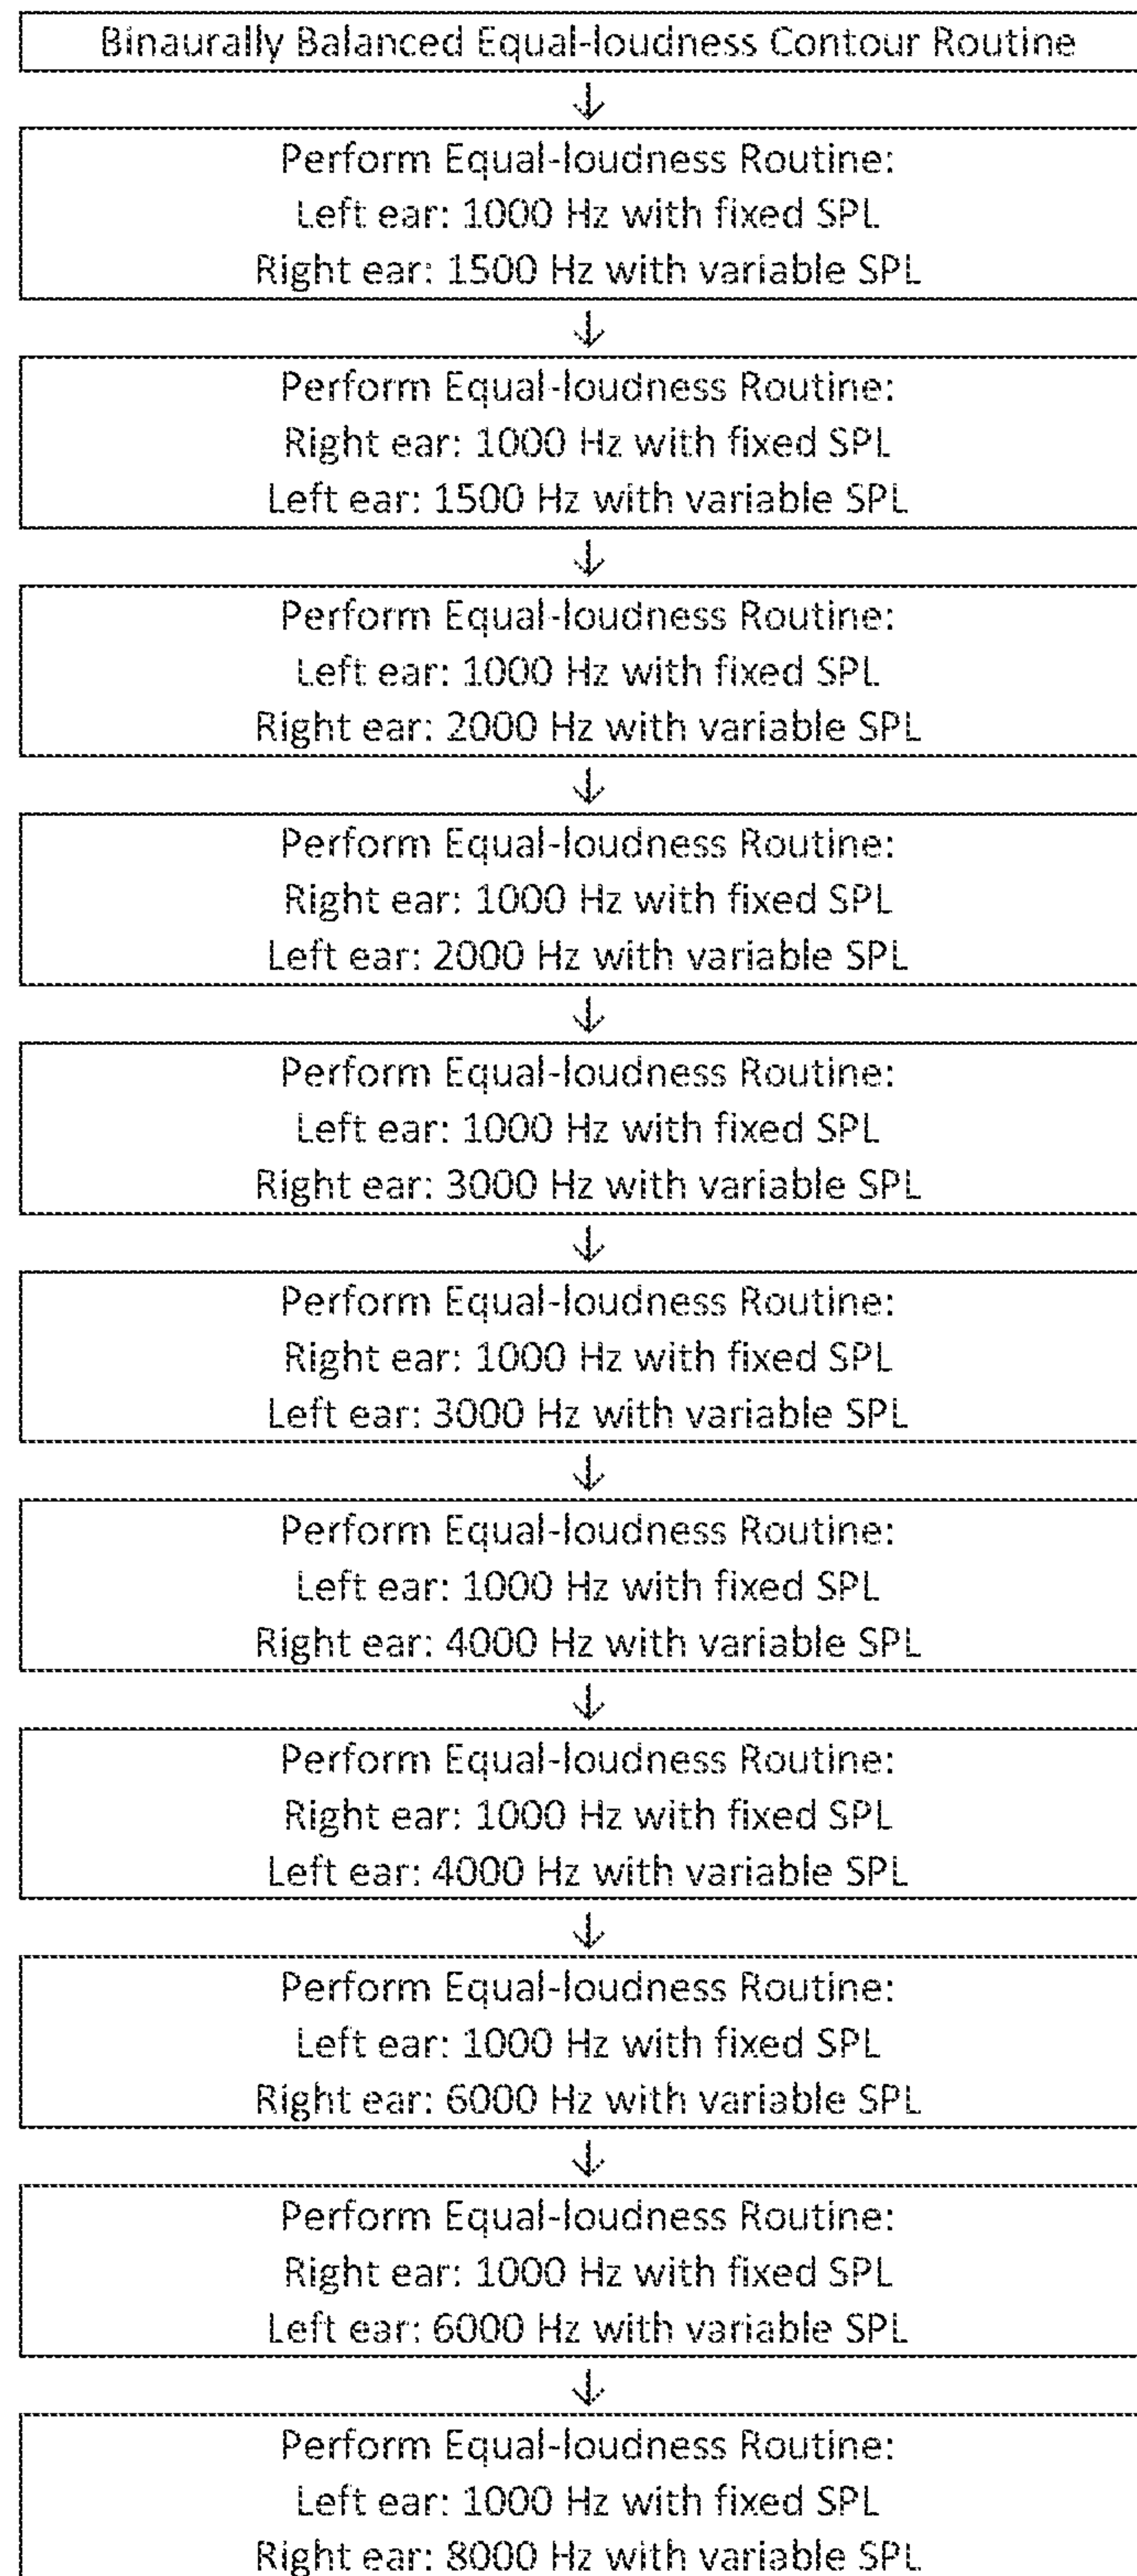 Binaurally Balanced Equal-loudness Contour Routine
Perform Equal-loudness Routine:
Left ear: 1000 Hz with fixed SPL
Right ear: 1500 Hz with variable SPL
Perform Equal-loudness Routine:
Right ear: 1000 Hz with fixed SPL
Left ear: 1500 Hz with variable SPL
Perform Equal-loudness Routine:
Left ear: 1000 Hz with fixed SPL
Right ear: 2000 Hz with variable SPL
Perform Equal-loudness Routine:
Right ear: 1000 Hz with fixed SPL
Left ear: 2000 Hz with variable SPL
Perform Equal-loudness Routine:
Left ear: 1000 Hz with fixed SPL
Right ear: 3000 Hz with variable SPL
Perform Equal-loudness Routine:
Right ear: 1000 Hz with fixed SPL
Left ear: 3000 Hz with variable SPL
Perform Equal-loudness Routine:
Left ear: 1000 Hz with fixed SPL
Right ear: 4000 Hz with variable SPL
Perform Equal-loudness Routine:
Right ear: 1000 Hz with fixed SPL
Left ear: 4000 Hz with variable SPL
Perform Equal-loudness Routine:
Left ear: 1000 Hz with fixed SPL
Right ear: 6000 Hz with variable SPL
Perform Equal-loudness Routine:
Right ear: 1000 Hz with fixed SPL
Left ear: 6000 Hz with variable SPL
Perform Equal-loudness Routine:
Left ear: 1000 Hz with fixed SPL
Right ear: 8000 Hz with variable SPL